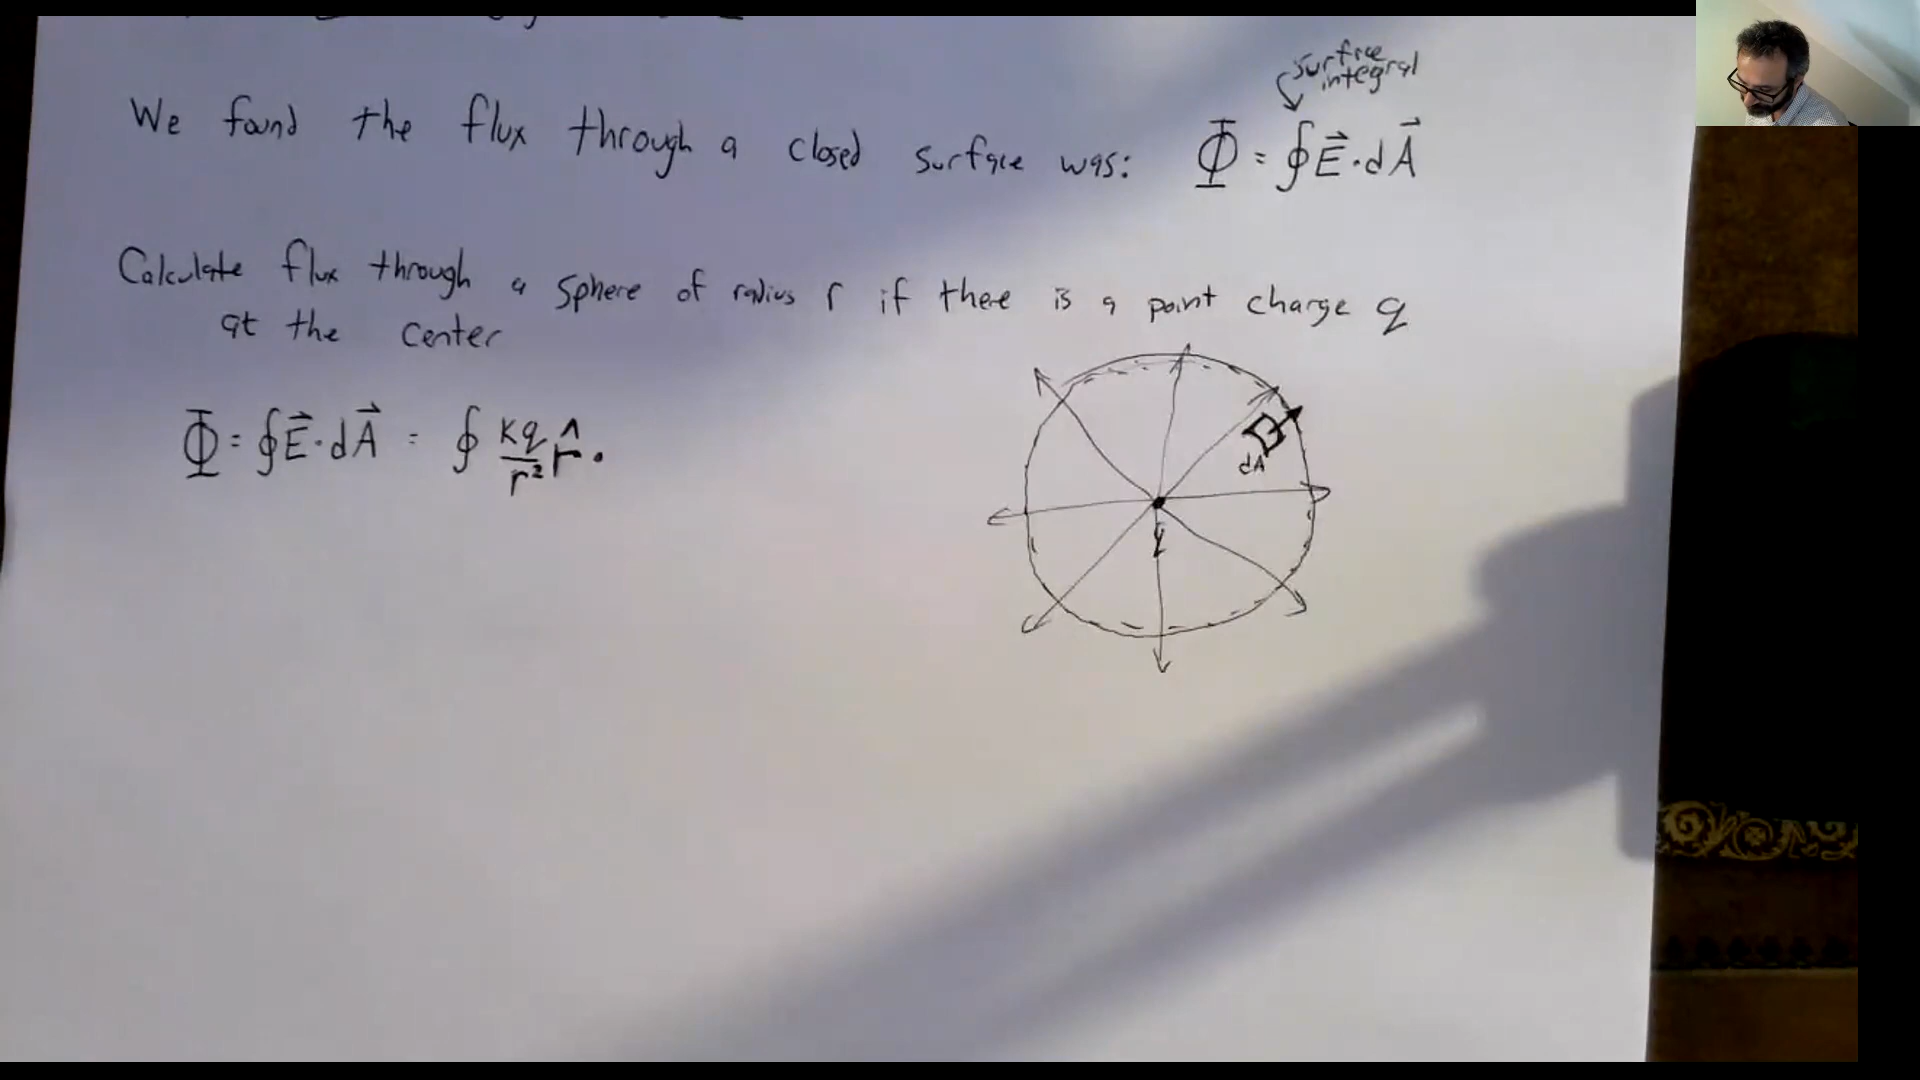 surface
integral
We found the flux through a closed surface was: Φ = ∮E⃗·dA⃗
Calculate flux through a sphere of radius r if there is a point charge q
at the center
Φ = ∮E⃗·dA⃗ = ∮ kq/r² r̂ ·
dA
q